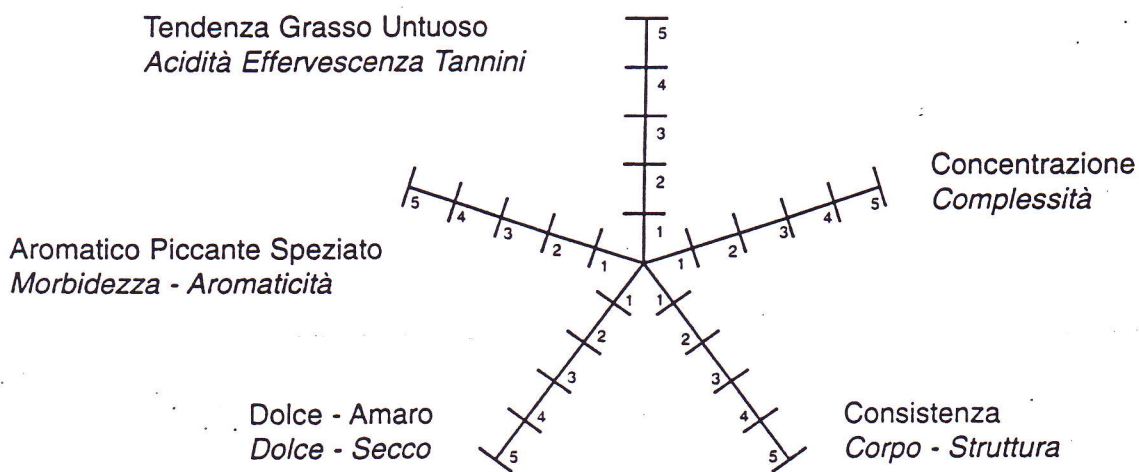 Tendenza Grasso Untuoso
Acidità Effervescenza Tannini
5
4
3
2
1
Concentrazione
Complessità
1
2
3
4
5
5
4
3
2
1
Aromatico Piccante Speziato
Morbidezza - Aromaticità
1
2
3
4
5
1
2
3
4
5
Dolce - Amaro
Dolce - Secco
Consistenza
Corpo - Struttura